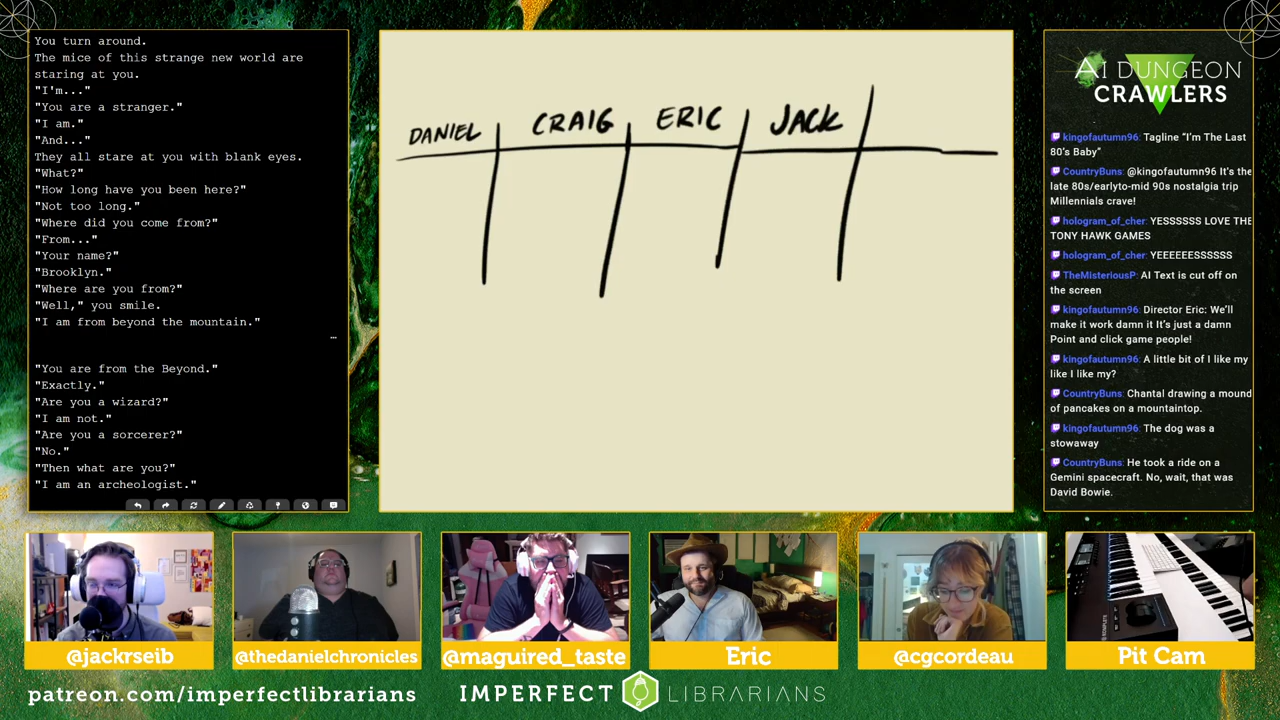 You turn around.
The mice of this strange new world are
staring at you.
"I'm..."
"You are a stranger."
"I am."
"And..."
They all stare at you with blank eyes.
"What?"
"How long have you been here?"
"Not too long."
"Where did you come from?"
"From..."
"Your name?"
"Brooklyn."
"Where are you from?"
"Well," you smile.
"I am from beyond the mountain."
…
"You are from the Beyond."
"Exactly."
"Are you a wizard?"
"I am not."
"Are you a sorcerer?"
"No."
"Then what are you?"
"I am an archeologist."
DANIEL CRAIG ERIC JACK
AI DUNGEON
CRAWLERS
kingofautumn96: Tagline “I'm The Last
80's Baby”
CountryBuns: @kingofautumn96 It's the
late 80s/earlyto-mid 90s nostalgia trip
Millennials crave!
hologram_of_cher: YESSSSSS LOVE THE
TONY HAWK GAMES
hologram_of_cher: YEEEEEESSSSSS
TheMisteriousP: AI Text is cut off on
the screen
kingofautumn96: Director Eric: We'll
make it work damn it It's just a damn
Point and click game people!
kingofautumn96: A little bit of I like my
like I like my?
CountryBuns: Chantal drawing a mound
of pancakes on a mountaintop.
kingofautumn96: The dog was a
stowaway
CountryBuns: He took a ride on a
Gemini spacecraft. No, wait, that was
David Bowie.
@jackrseib
@thedanielchronicles
@maguired_taste
Eric
@cgcordeau
Pit Cam
patreon.com/imperfectlibrarians
IMPERFECT LIBRARIANS